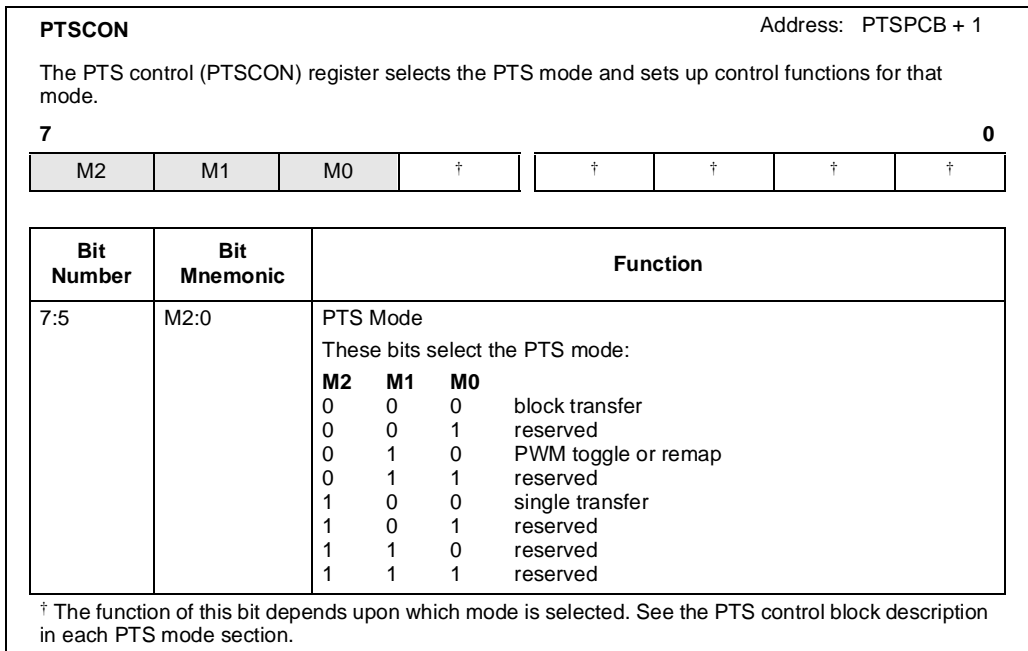 PTSCON Address: PTSPCB + 1
The PTS control (PTSCON) register selects the PTS mode and sets up control functions for that
mode.
7 0
M2 M1 M0 † † † † †
Bit Number Bit Mnemonic Function
7:5 M2:0 PTS Mode
These bits select the PTS mode:
M2 M1 M0
0 0 0 block transfer
0 0 1 reserved
0 1 0 PWM toggle or remap
0 1 1 reserved
1 0 0 single transfer
1 0 1 reserved
1 1 0 reserved
1 1 1 reserved
† The function of this bit depends upon which mode is selected. See the PTS control block description
in each PTS mode section.